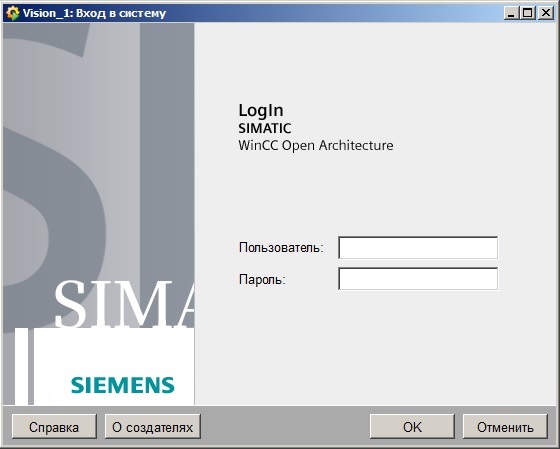 Vision_1: Вход в систему
LogIn
SIMATIC
WinCC Open Architecture
Пользователь:
Пароль:
SIMA
SIEMENS
Справка
О создателях
OK
Отменить